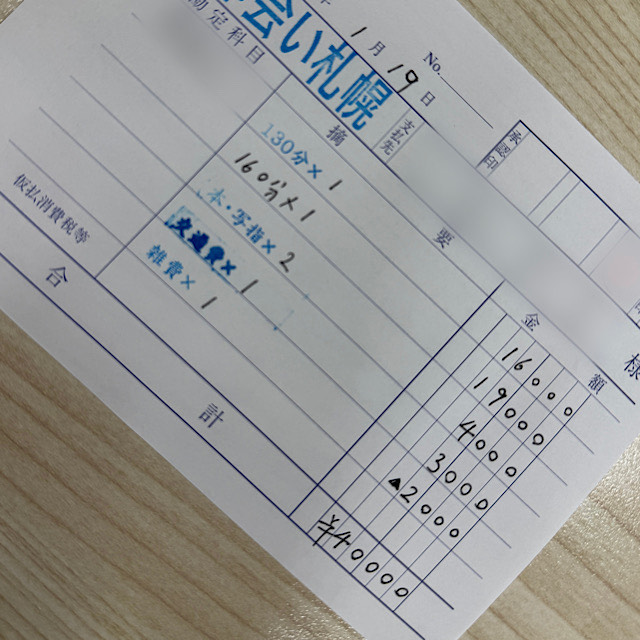 年 1月19日
No.
会い札幌
支払先
承認印
様
勘定科目 摘要 金額
130分×1 16000
160分×1 19000
本・写指×2 4000
交通費×1 3000
雑費×1 ▲2000
仮払消費税等
合計 ¥40000